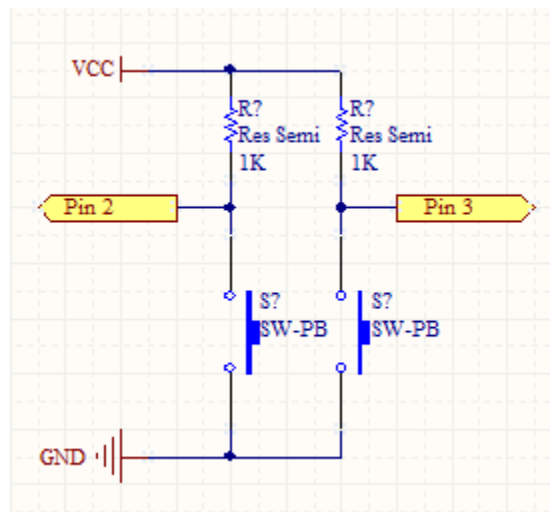 VCC
R?
Res Semi
1K
R?
Res Semi
1K
Pin 2
Pin 3
S?
SW-PB
S?
SW-PB
GND